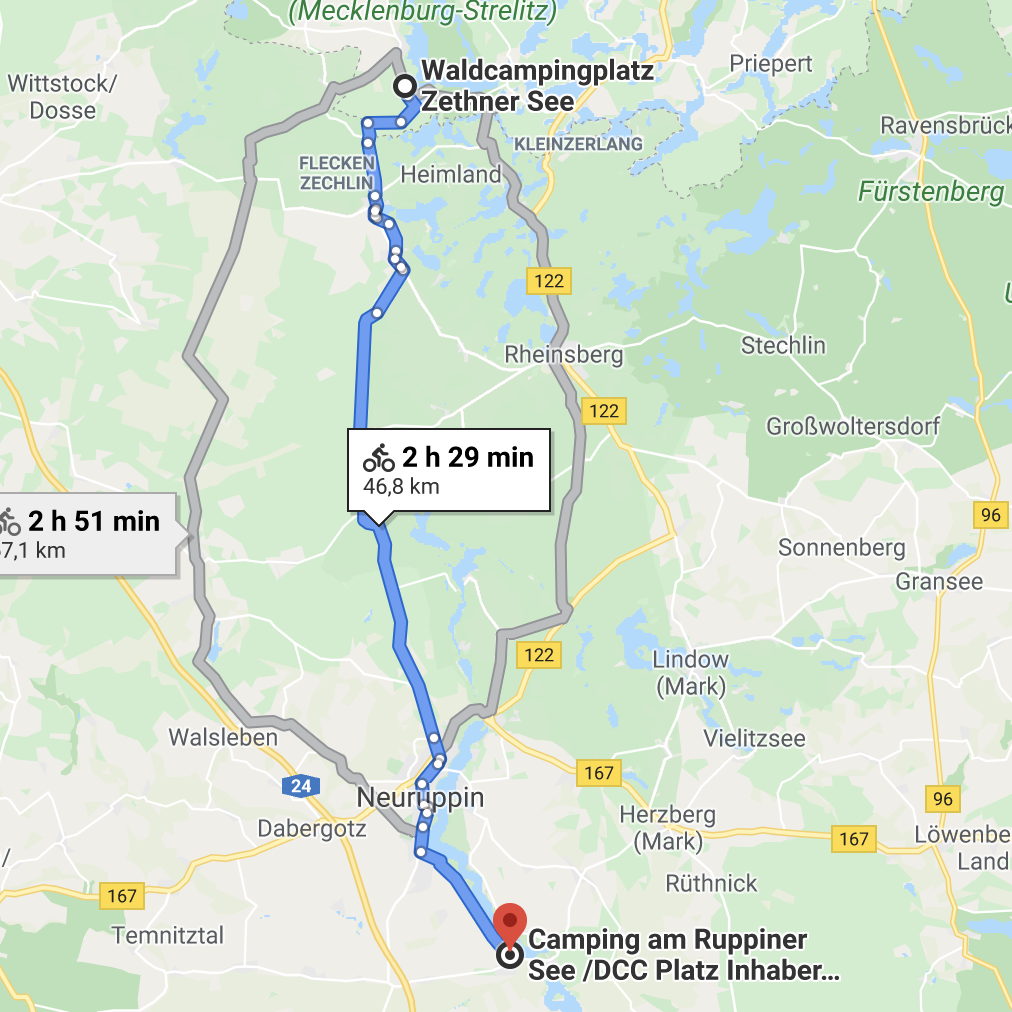 (Mecklenburg-Strelitz)
Waldcampingplatz
Zethner See
Priepert
Wittstock/
Dosse
Ravensbrück
KLEINZERLANG
FLECKEN
ZECHLIN
Heimland
Fürstenberg
122
Rheinsberg
Stechlin
122
Großwoltersdorf
2 h 29 min
46,8 km
2 h 51 min
7,1 km
96
Sonnenberg
Gransee
122
Lindow
(Mark)
Walsleben
Vielitzsee
24
167
Neuruppin
96
Dabergotz
Herzberg
(Mark)
167
Löwenbe
Land
/
Rüthnick
167
Temnitztal
Camping am Ruppiner
See /DCC Platz Inhaber...